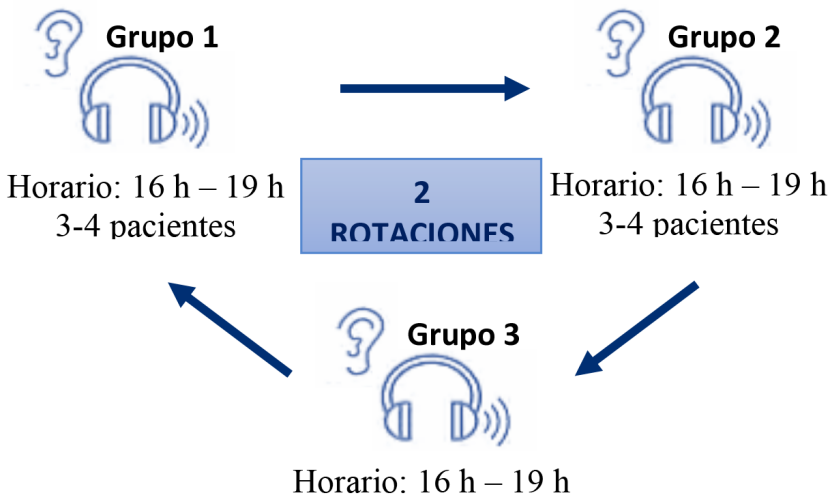 Grupo 1
Horario: 16 h – 19 h
3-4 pacientes
Grupo 2
Horario: 16 h – 19 h
3-4 pacientes
2
ROTACIONES
Grupo 3
Horario: 16 h – 19 h